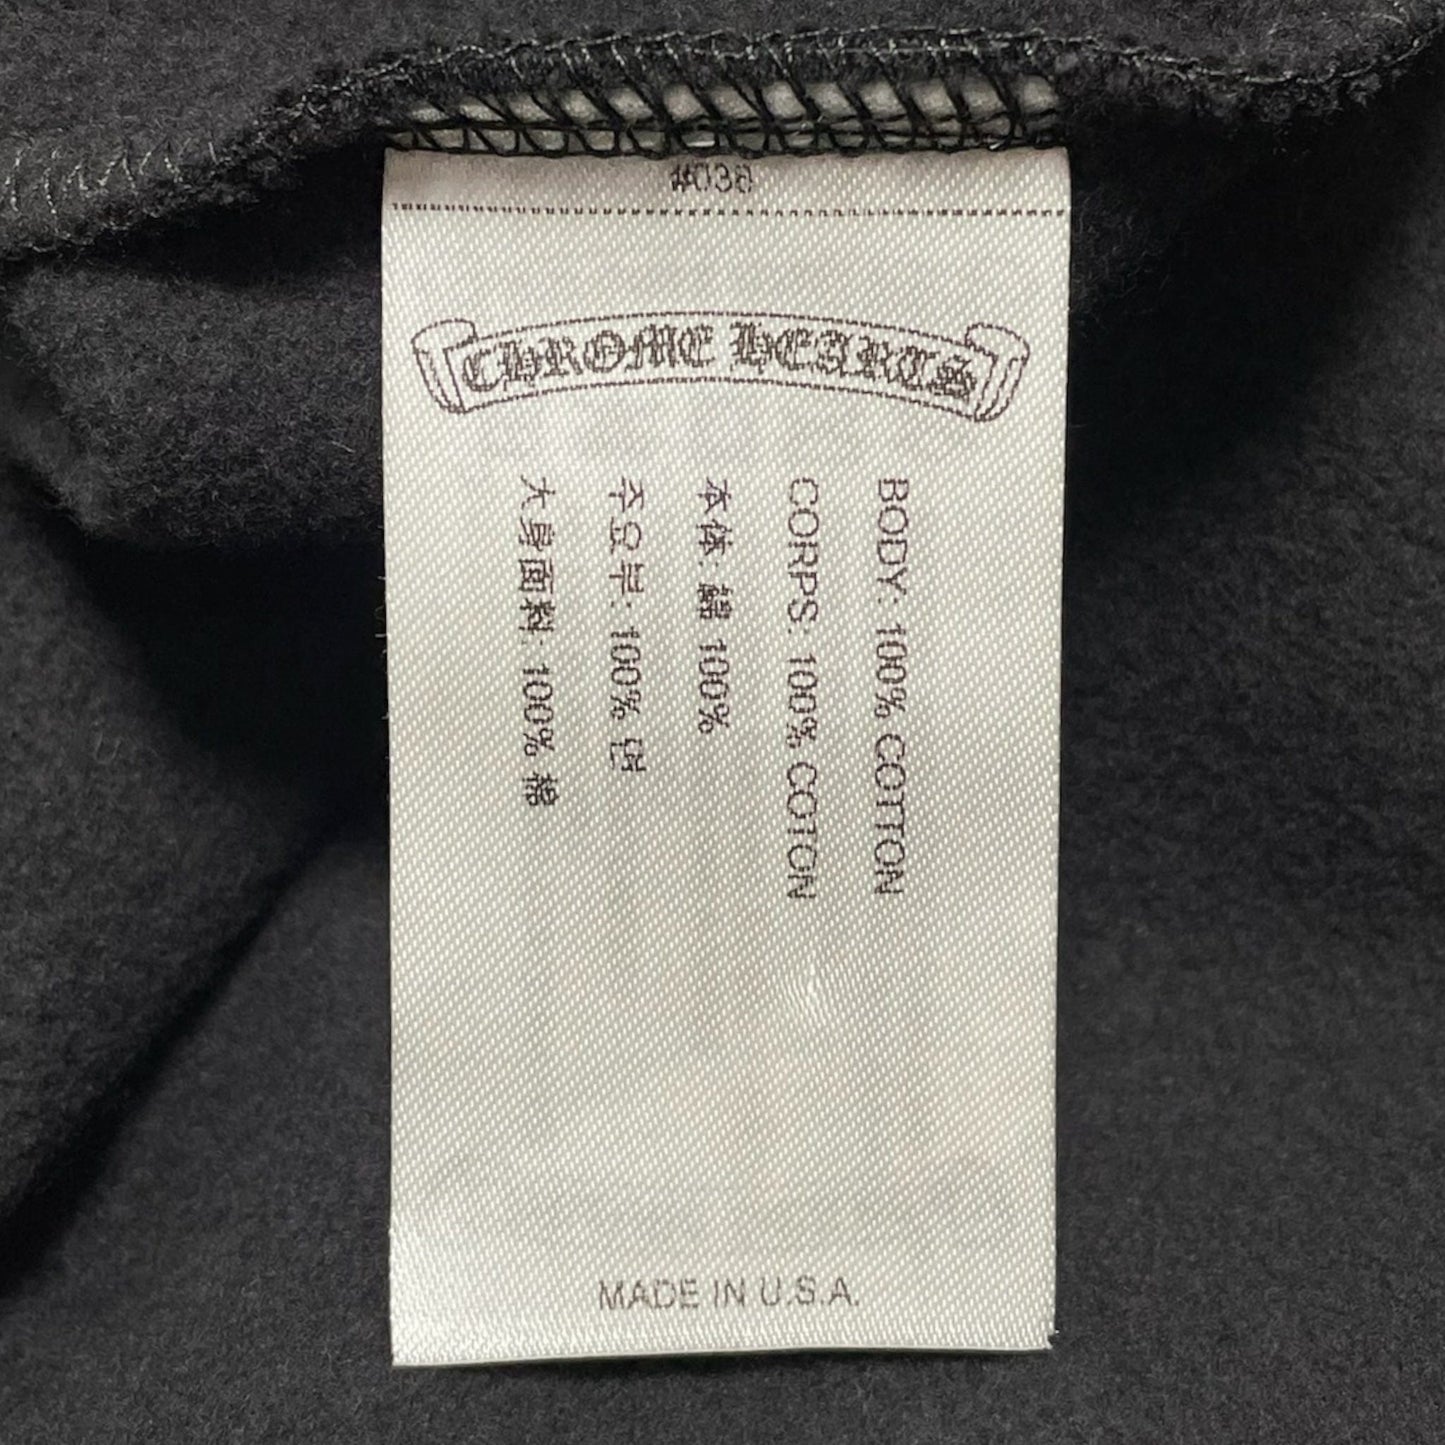 #038
CHROME HEARTS
BODY: 100% COTTON
CORPS: 100% COTON
本体: 綿 100%
주요부: 100% 면
大身面料: 100% 棉
MADE IN U.S.A.